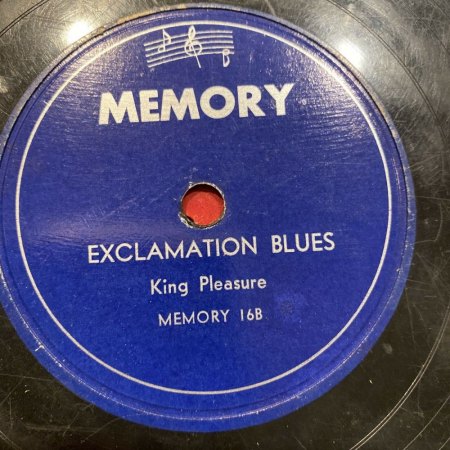 MEMORY
EXCLAMATION BLUES
King Pleasure
MEMORY 16B